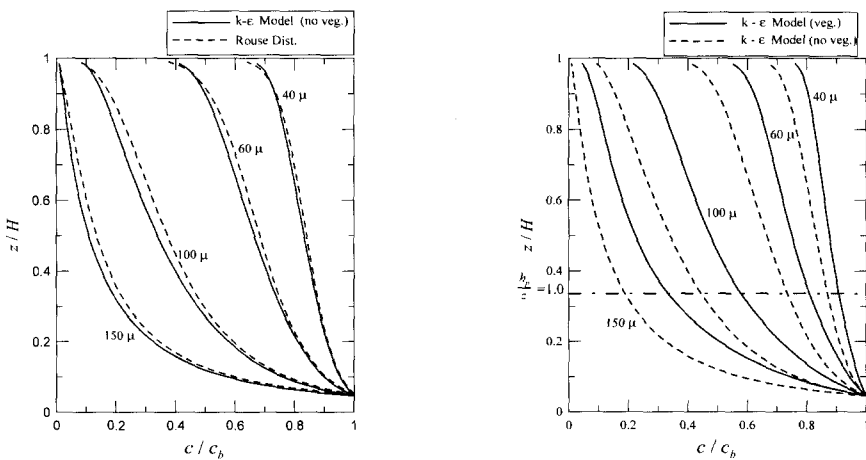 k-ε Model (no veg.)
Rouse Dist.
1
0.8
0.6
0.4
0.2
0
z / H
40 μ
60 μ
100 μ
150 μ
0 0.2 0.4 0.6 0.8 1
c / c_b
k - ε Model (veg.)
k - ε Model (no veg.)
1
0.8
0.6
0.4
0.2
0
z / H
h_p/z = 1.0
40 μ
60 μ
100 μ
150 μ
0 0.2 0.4 0.6 0.8 1
c / c_b